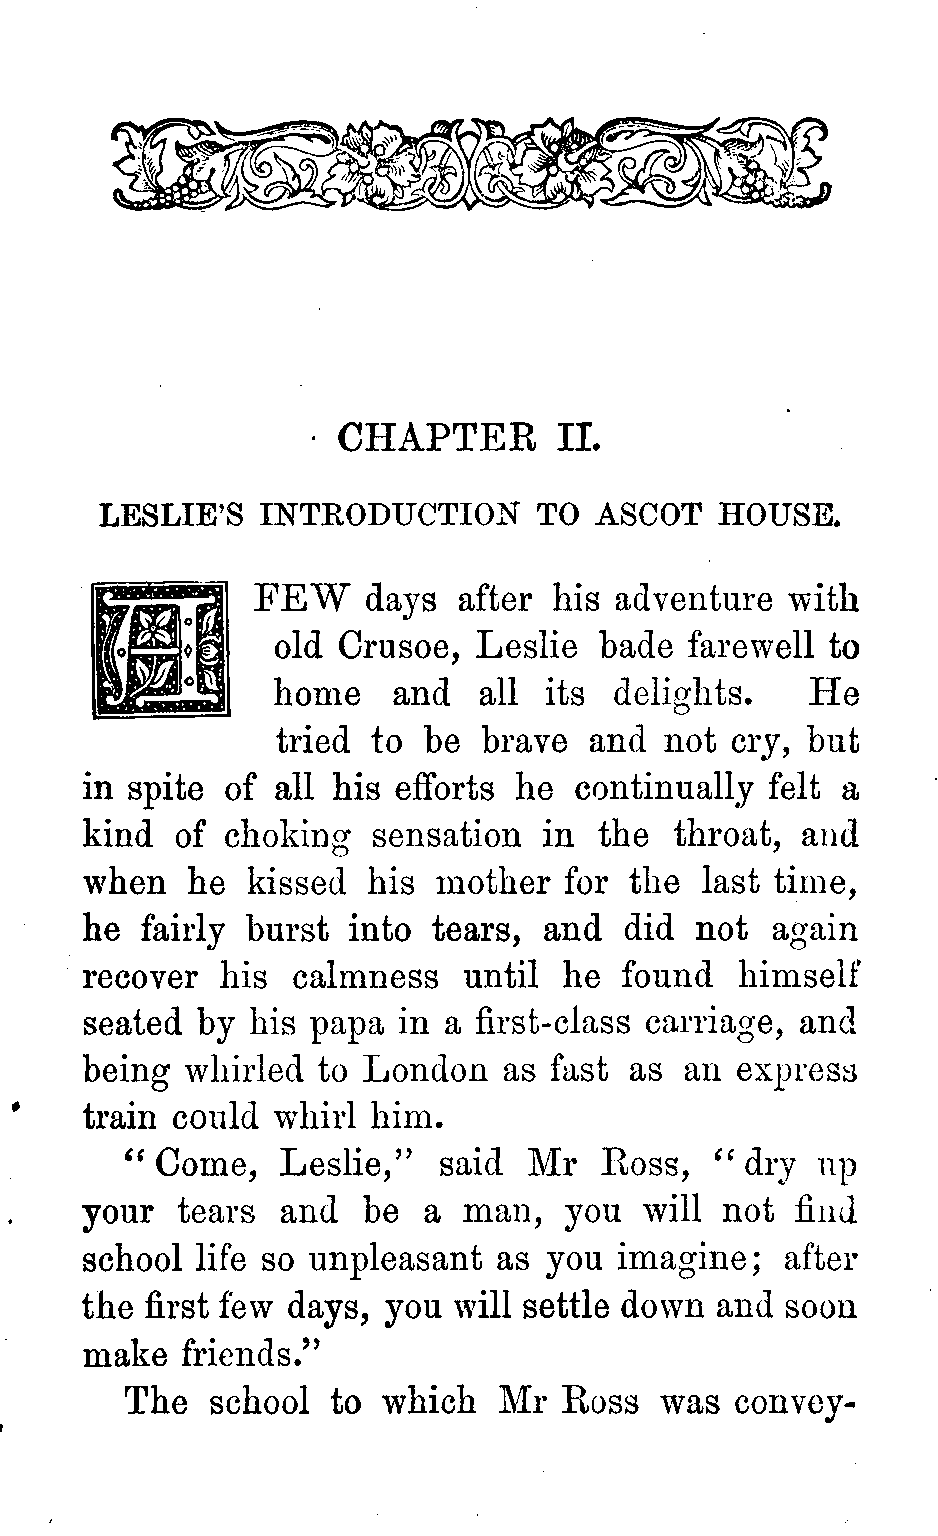 CHAPTER II.
LESLIE'S INTRODUCTION TO ASCOT HOUSE.
A FEW days after his adventure with
old Crusoe, Leslie bade farewell to
home and all its delights. He
tried to be brave and not cry, but
in spite of all his efforts he continually felt a
kind of choking sensation in the throat, and
when he kissed his mother for the last time,
he fairly burst into tears, and did not again
recover his calmness until he found himself
seated by his papa in a first-class carriage, and
being whirled to London as fast as an express
train could whirl him.
"Come, Leslie," said Mr Ross, "dry up
your tears and be a man, you will not find
school life so unpleasant as you imagine; after
the first few days, you will settle down and soon
make friends."
The school to which Mr Ross was convey-